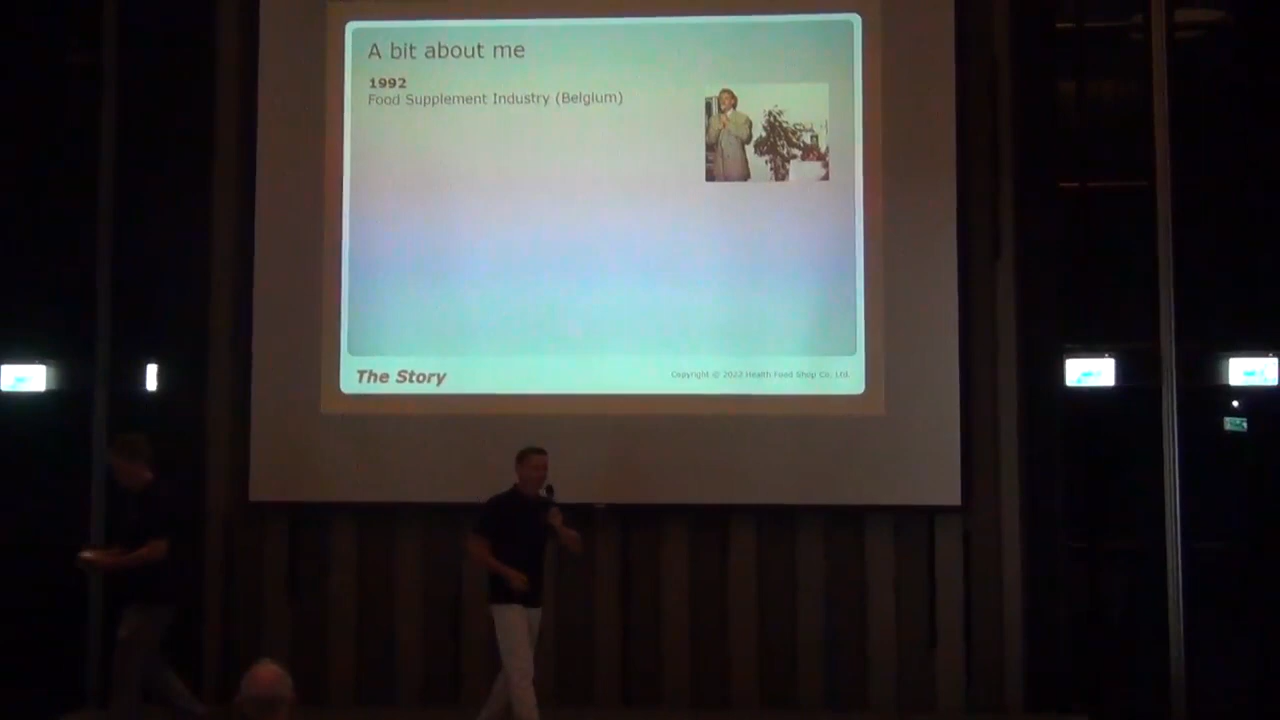 A bit about me
1992
Food Supplement Industry (Belgium)
The Story
Copyright © 2022 Health Food Shop Co, Ltd.